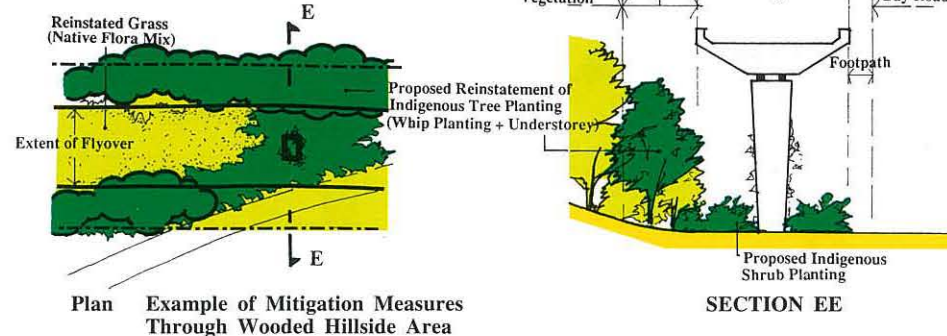 E
Reinstated Grass
(Native Flora Mix)
Extent of Flyover
Proposed Reinstatement of
Indigenous Tree Planting
(Whip Planting + Understorey)
E
Plan Example of Mitigation Measures
Through Wooded Hillside Area
Vegetation
Footpath
Proposed Indigenous
Shrub Planting
SECTION EE